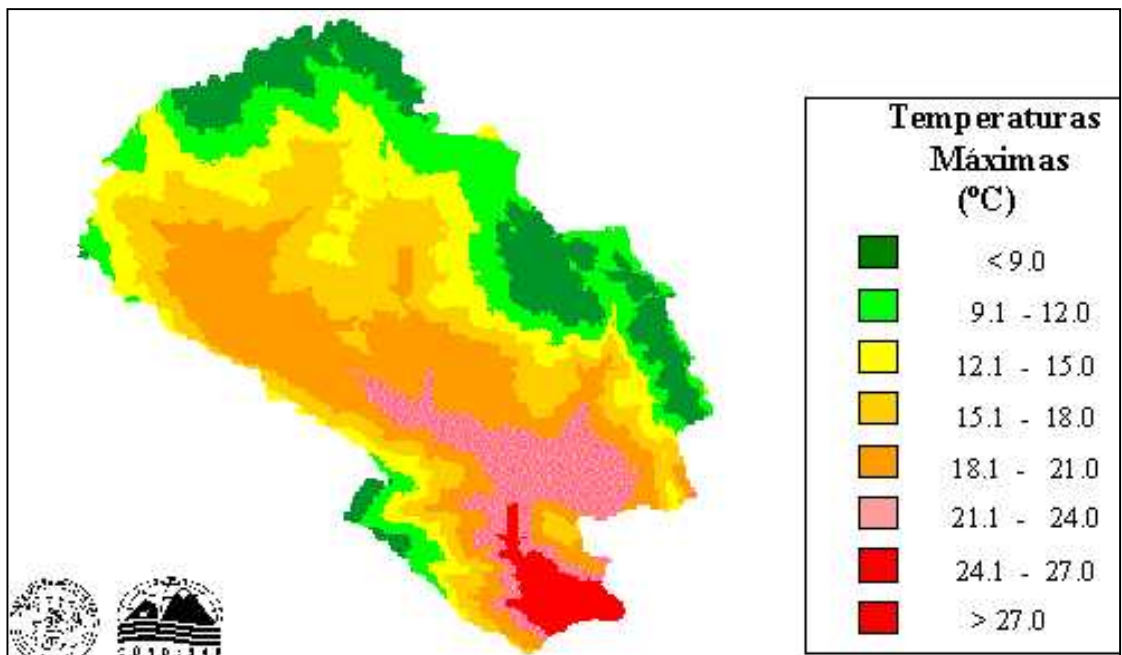 Temperaturas
Máximas
(ºC)
< 9.0
9.1 - 12.0
12.1 - 15.0
15.1 - 18.0
18.1 - 21.0
21.1 - 24.0
24.1 - 27.0
> 27.0